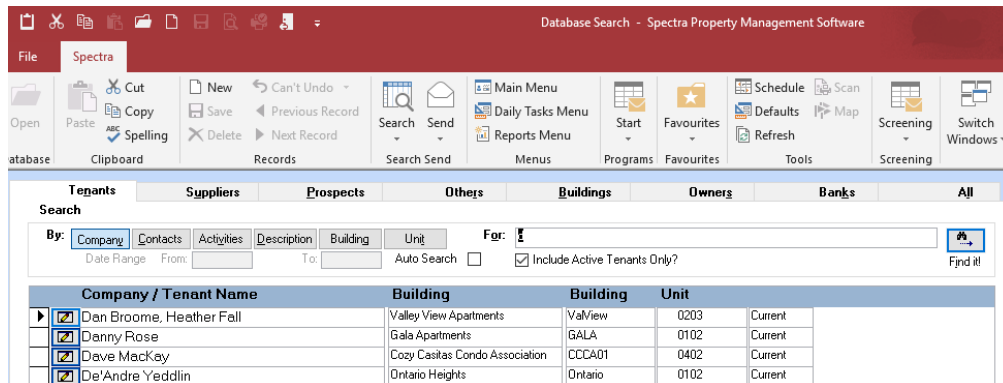 Database Search - Spectra Property Management Software
File Spectra
Open Paste Cut Copy ABC Spelling New Save Delete Can't Undo Previous Record Next Record Search Send Main Menu Daily Tasks Menu Reports Menu Start Favourites Schedule Scan Defaults Map Refresh Screening Switch Windows
atabase Clipboard Records Search Send Menus Programs Favourites Tools Screening
Tenants Suppliers Prospects Others Buildings Owners Banks All
Search
By: Company Contacts Activities Description Building Unit For: 
Date Range From: To: Auto Search Include Active Tenants Only? Find it!
Company / Tenant Name Building Building Unit
Dan Broome, Heather Fall Valley View Apartments ValView 0203 Current
Danny Rose Gala Apartments GALA 0102 Current
Dave MacKay Cozy Casitas Condo Association CCCA01 0402 Current
De'Andre Yeddlin Ontario Heights Ontario 0102 Current